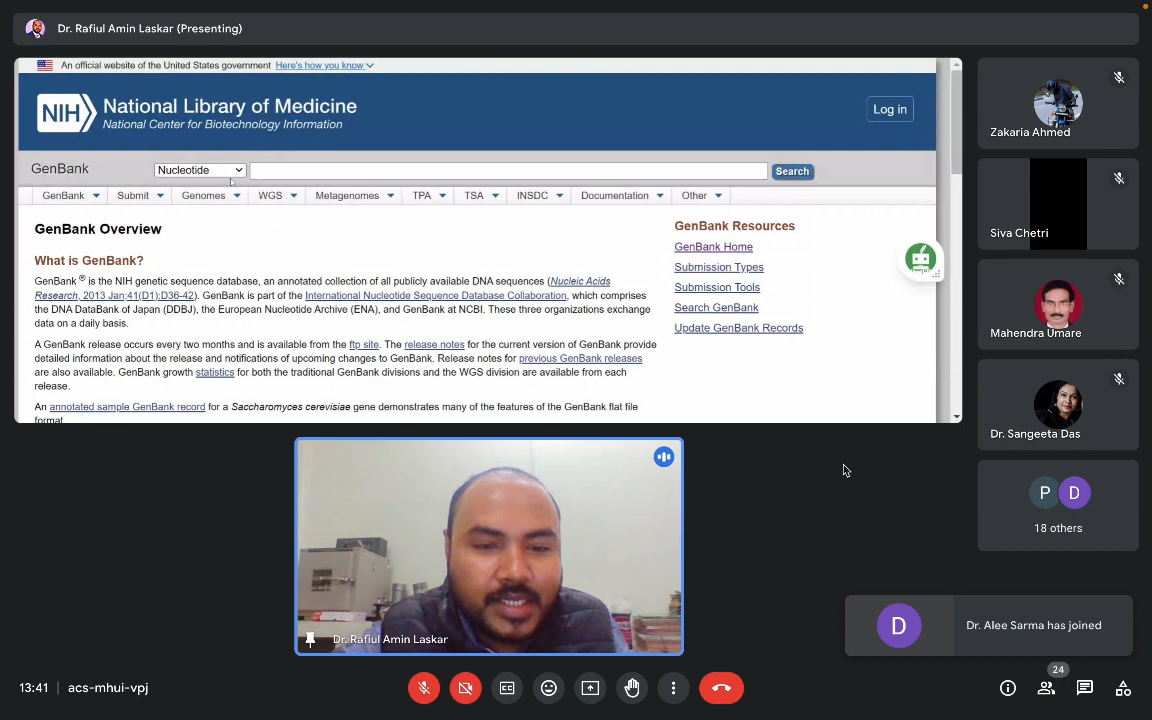 Dr. Rafiul Amin Laskar (Presenting)
An official website of the United States government Here's how you know
NIH National Library of Medicine
National Center for Biotechnology Information
Log in
GenBank Nucleotide Search
GenBank Submit Genomes WGS Metagenomes TPA TSA INSDC Documentation Other
GenBank Overview
What is GenBank?
GenBank ® is the NIH genetic sequence database, an annotated collection of all publicly available DNA sequences (Nucleic Acids
Research, 2013 Jan;41(D1):D36-42). GenBank is part of the International Nucleotide Sequence Database Collaboration, which comprises
the DNA DataBank of Japan (DDBJ), the European Nucleotide Archive (ENA), and GenBank at NCBI. These three organizations exchange
data on a daily basis.
A GenBank release occurs every two months and is available from the ftp site. The release notes for the current version of GenBank provide
detailed information about the release and notifications of upcoming changes to GenBank. Release notes for previous GenBank releases
are also available. GenBank growth statistics for both the traditional GenBank divisions and the WGS division are available from each
release.
An annotated sample GenBank record for a Saccharomyces cerevisiae gene demonstrates many of the features of the GenBank flat file
format.
GenBank Resources
GenBank Home
Submission Types
Submission Tools
Search GenBank
Update GenBank Records
Zakaria Ahmed
Siva Chetri
Mahendra Umare
Dr. Sangeeta Das
P D
18 others
Dr. Rafiul Amin Laskar
D Dr. Alee Sarma has joined
13:41 | acs-mhui-vpj
CC
24